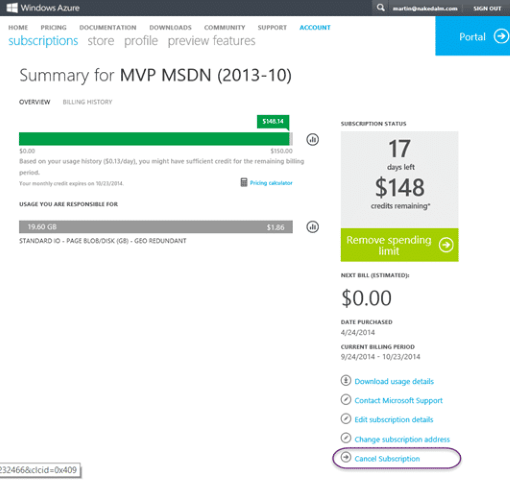 Windows Azure
martin@nakedalm.com SIGN OUT
HOME PRICING DOCUMENTATION DOWNLOADS COMMUNITY SUPPORT ACCOUNT
subscriptions store profile preview features
Portal
Summary for MVP MSDN (2013-10)
OVERVIEW BILLING HISTORY
$148.14
$0.00 $150.00
Based on your usage history ($0.13/day), you might have sufficient credit for the remaining billing
period.
Your monthly credit expires on 10/23/2014.
Pricing calculator
USAGE YOU ARE RESPONSIBLE FOR
19.60 GB $1.86
STANDARD IO - PAGE BLOB/DISK (GB) - GEO REDUNDANT
SUBSCRIPTION STATUS
17
days left
$148
credits remaining*
Remove spending
limit
NEXT BILL (ESTIMATED):
$0.00
DATE PURCHASED
4/24/2014
CURRENT BILLING PERIOD
9/24/2014 - 10/23/2014
Download usage details
Contact Microsoft Support
Edit subscription details
Change subscription address
Cancel Subscription
232466&clcid=0x409